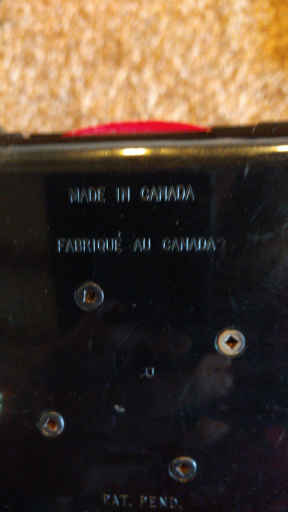 MADE IN CANADA
FABRIQUÉ AU CANADA
PAT. PEND.